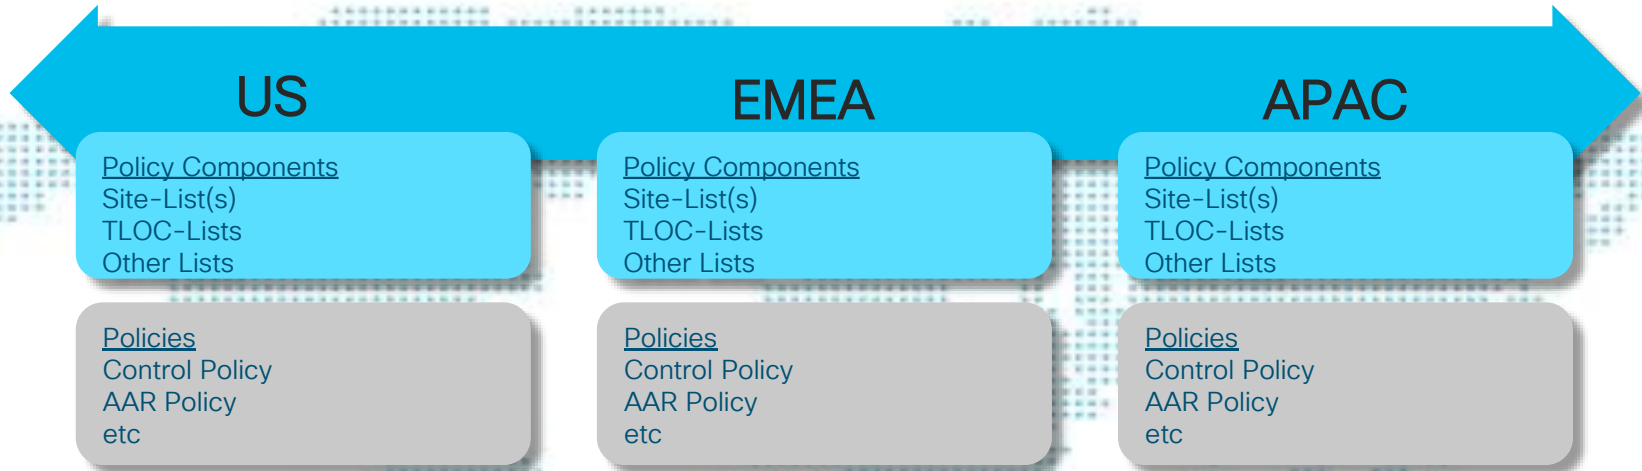 US
EMEA
APAC
Policy Components
Site-List(s)
TLOC-Lists
Other Lists
Policy Components
Site-List(s)
TLOC-Lists
Other Lists
Policy Components
Site-List(s)
TLOC-Lists
Other Lists
Policies
Control Policy
AAR Policy
etc
Policies
Control Policy
AAR Policy
etc
Policies
Control Policy
AAR Policy
etc